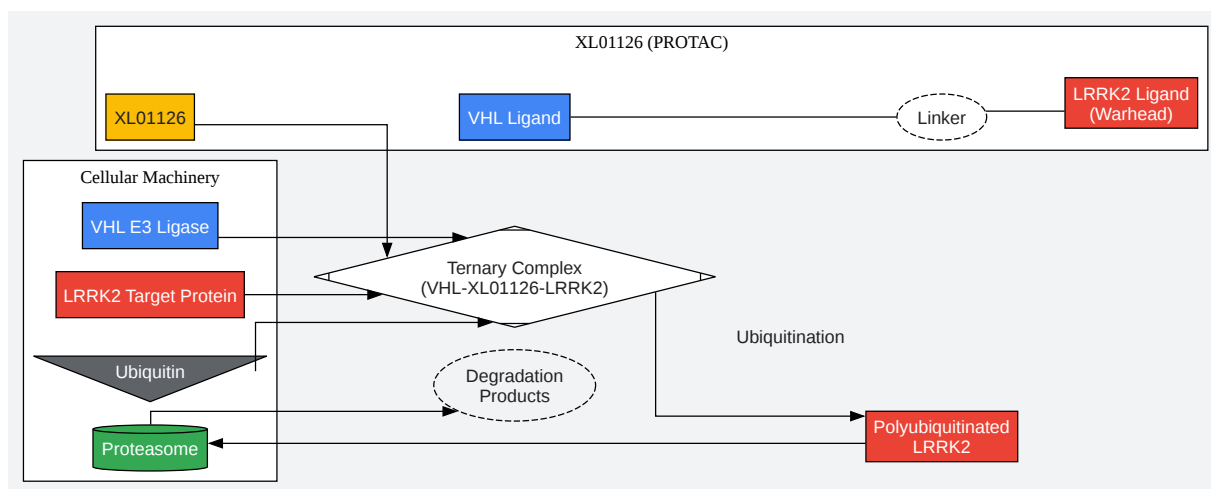 XL01126 (PROTAC)
XL01126
VHL Ligand
Linker
LRRK2 Ligand
(Warhead)
Cellular Machinery
VHL E3 Ligase
LRRK2 Target Protein
Ubiquitin
Proteasome
Ternary Complex
(VHL-XL01126-LRRK2)
Ubiquitination
Degradation
Products
Polyubiquitinated
LRRK2